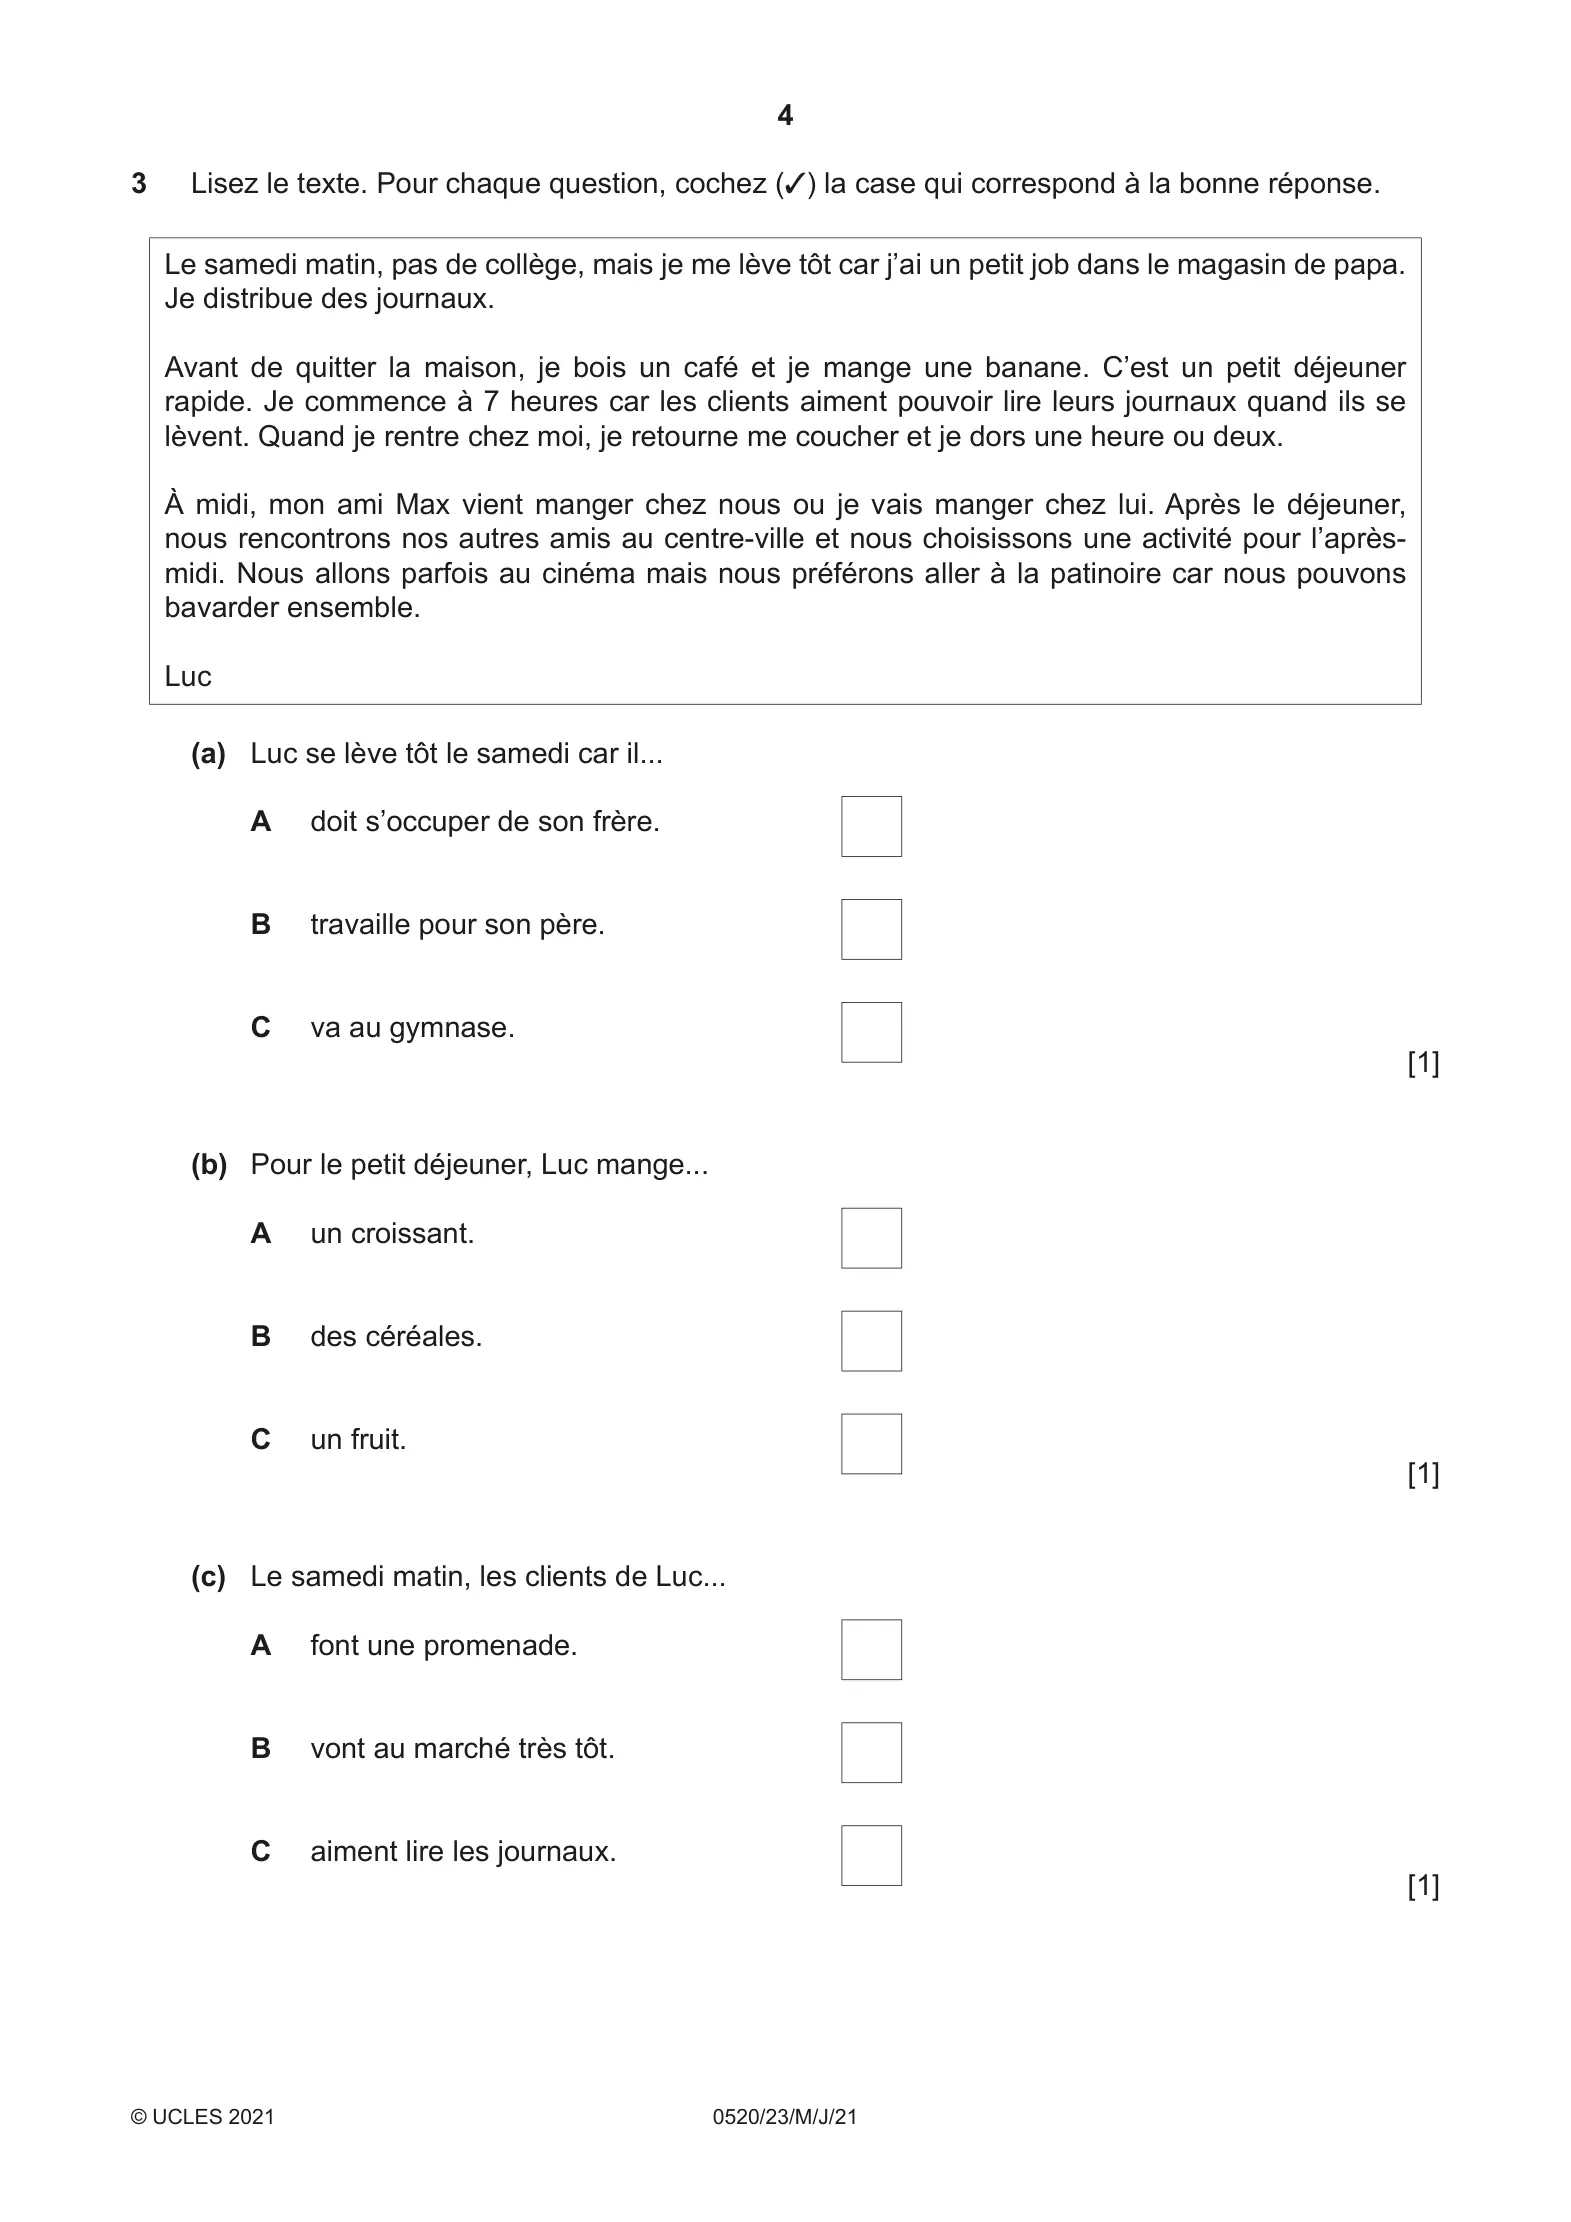 4
3 Lisez le texte. Pour chaque question, cochez (✓) la case qui correspond à la bonne réponse.
Le samedi matin, pas de collège, mais je me lève tôt car j’ai un petit job dans le magasin de papa.
Je distribue des journaux.
Avant de quitter la maison, je bois un café et je mange une banane. C’est un petit déjeuner
rapide. Je commence à 7 heures car les clients aiment pouvoir lire leurs journaux quand ils se
lèvent. Quand je rentre chez moi, je retourne me coucher et je dors une heure ou deux.
À midi, mon ami Max vient manger chez nous ou je vais manger chez lui. Après le déjeuner,
nous rencontrons nos autres amis au centre-ville et nous choisissons une activité pour l’après-
midi. Nous allons parfois au cinéma mais nous préférons aller à la patinoire car nous pouvons
bavarder ensemble.
Luc
(a) Luc se lève tôt le samedi car il...
A doit s’occuper de son frère.
B travaille pour son père.
C va au gymnase.
[1]
(b) Pour le petit déjeuner, Luc mange...
A un croissant.
B des céréales.
C un fruit.
[1]
(c) Le samedi matin, les clients de Luc...
A font une promenade.
B vont au marché très tôt.
C aiment lire les journaux.
[1]
© UCLES 2021 0520/23/M/J/21